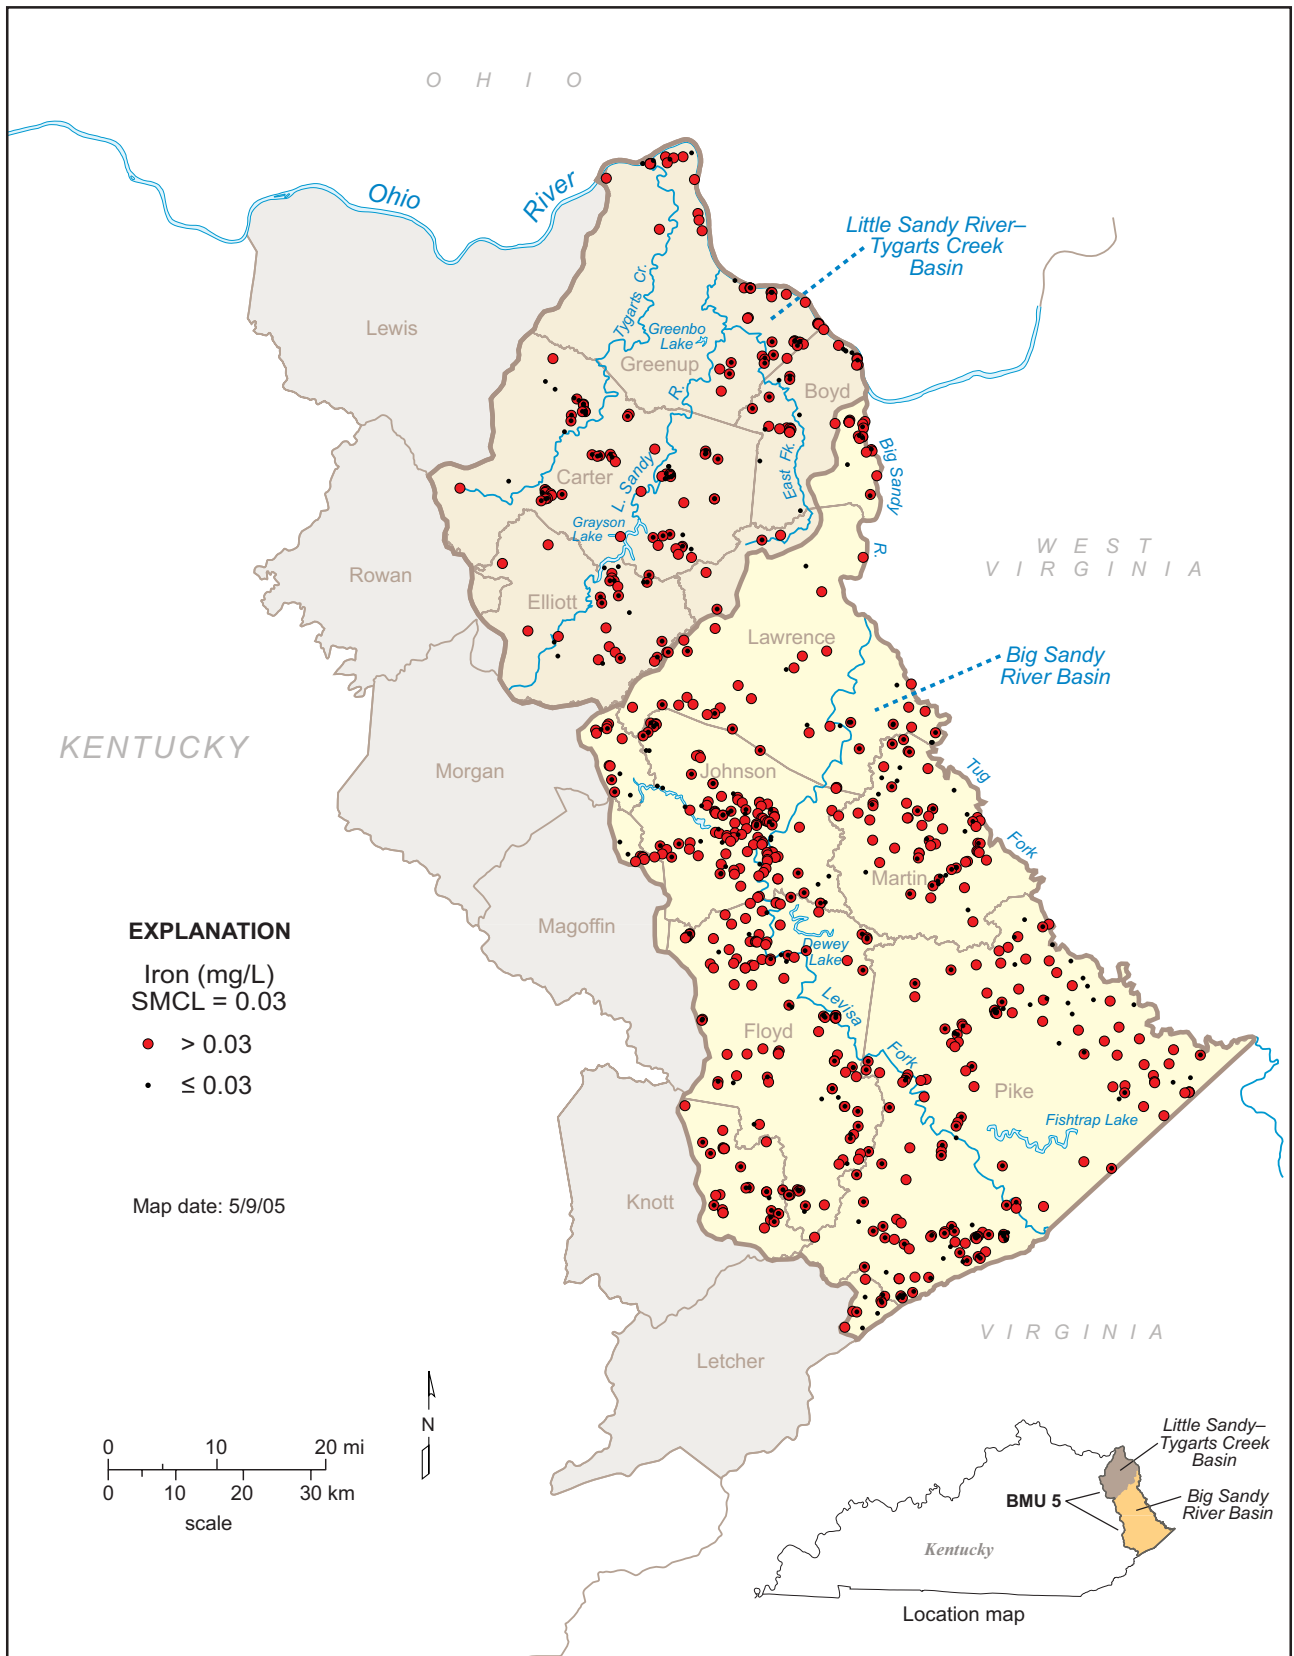 OHIO
Ohio
River
Little Sandy River–
Tygarts Creek
Basin
Lewis
Tygarts Cr.
Greenbo
Lake
Greenup
R.
Boyd
Big Sandy
R.
Carter
L. Sandy
East Fk.
Grayson
Lake
WEST
VIRGINIA
Rowan
Elliott
Lawrence
Big Sandy
River Basin
KENTUCKY
Morgan
Johnson
Tug
Fork
Martin
Magoffin
Dewey
Lake
Levisa
Fork
Floyd
Pike
Fishtrap Lake
EXPLANATION
Iron (mg/L)
SMCL = 0.03
> 0.03
≤ 0.03
Map date: 5/9/05
Knott
VIRGINIA
Letcher
N
0 10 20 mi
0 10 20 30 km
scale
Little Sandy–
Tygarts Creek
Basin
BMU 5
Big Sandy
River Basin
Kentucky
Location map